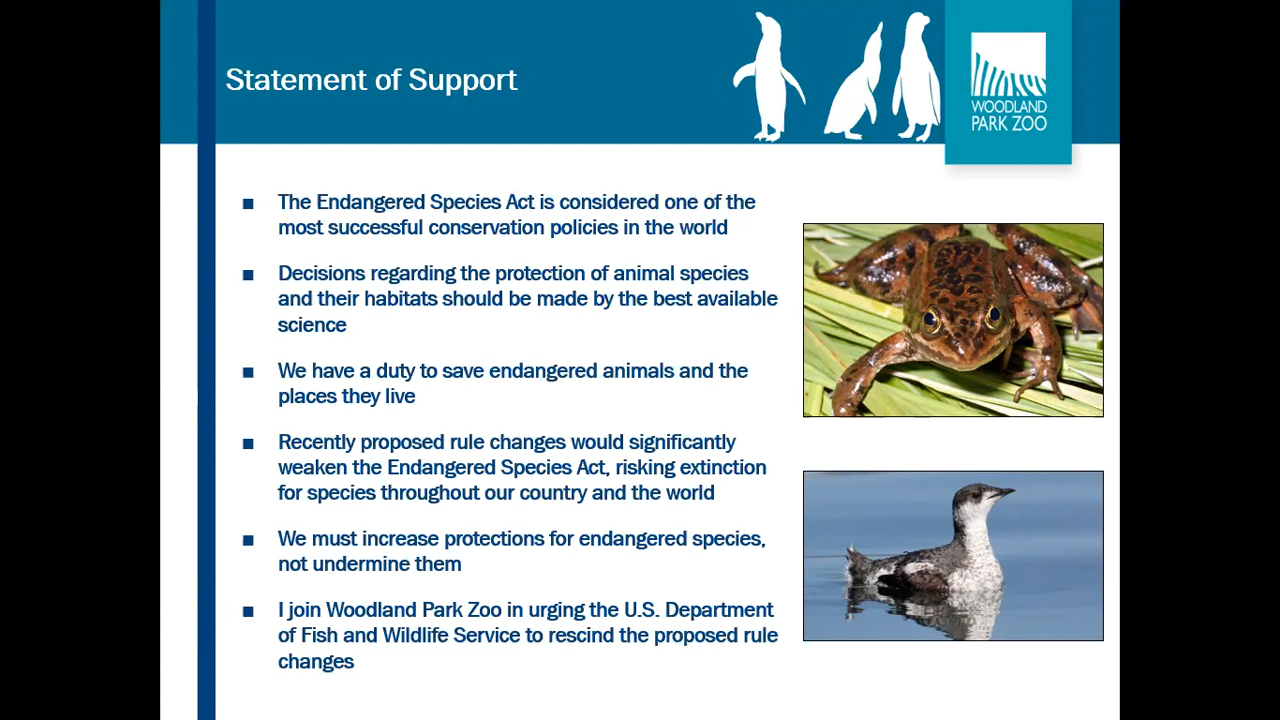 Statement of Support
WOODLAND
PARK ZOO
■ The Endangered Species Act is considered one of the
most successful conservation policies in the world
■ Decisions regarding the protection of animal species
and their habitats should be made by the best available
science
■ We have a duty to save endangered animals and the
places they live
■ Recently proposed rule changes would significantly
weaken the Endangered Species Act, risking extinction
for species throughout our country and the world
■ We must increase protections for endangered species,
not undermine them
■ I join Woodland Park Zoo in urging the U.S. Department
of Fish and Wildlife Service to rescind the proposed rule
changes